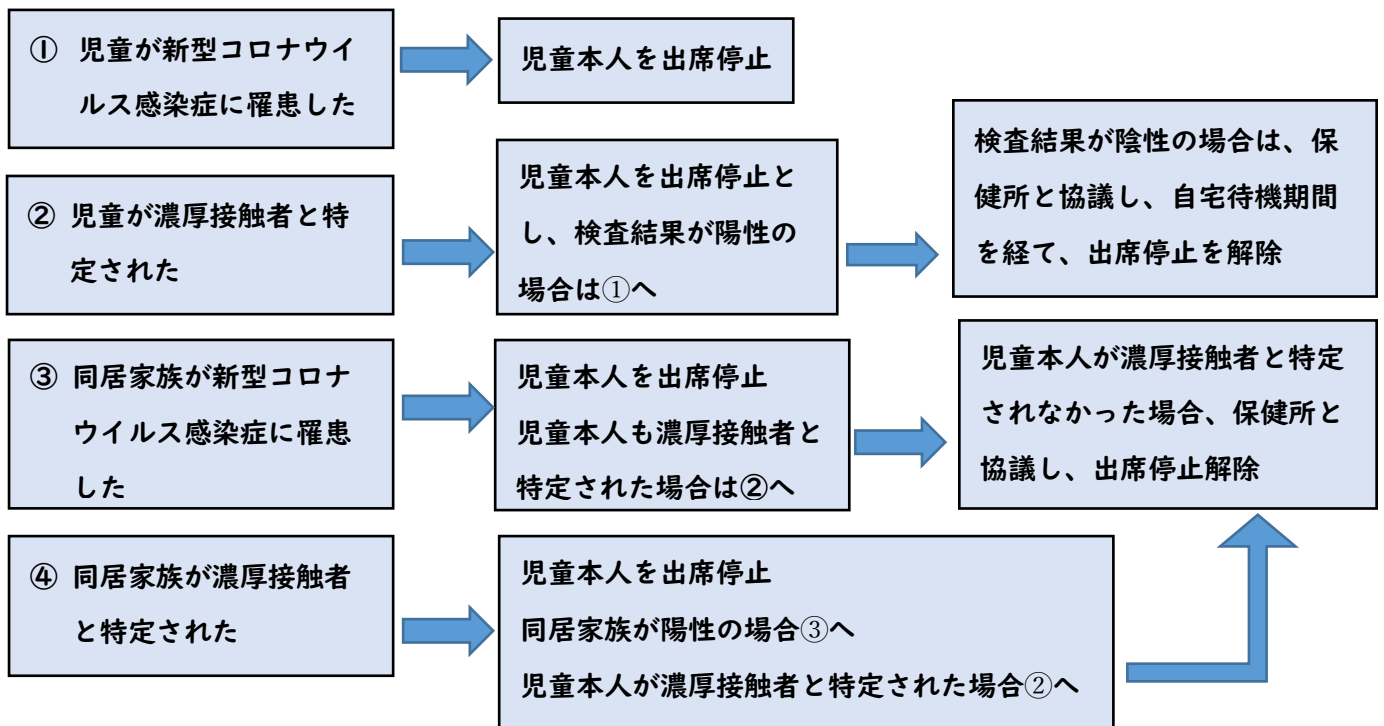 ① 児童が新型コロナウイ
ルス感染症に罹患した
児童本人を出席停止
② 児童が濃厚接触者と特
定された
児童本人を出席停止と
し、検査結果が陽性の
場合は①へ
検査結果が陰性の場合は、保
健所と協議し、自宅待機期間
を経て、出席停止を解除
③ 同居家族が新型コロナ
ウイルス感染症に罹患
した
児童本人を出席停止
児童本人も濃厚接触者と
特定された場合は②へ
児童本人が濃厚接触者と特定
されなかった場合、保健所と
協議し、出席停止解除
④ 同居家族が濃厚接触者
と特定された
児童本人を出席停止
同居家族が陽性の場合③へ
児童本人が濃厚接触者と特定された場合②へ